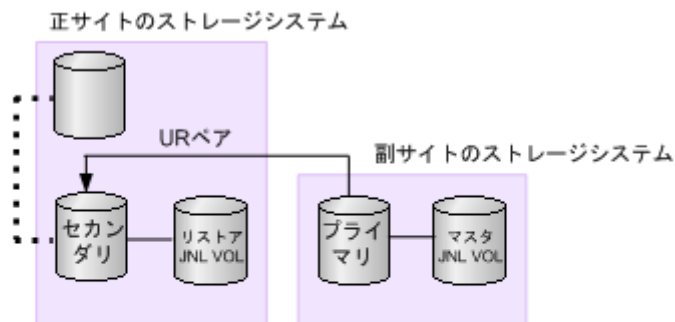 正サイトのストレージシステム
URペア
副サイトのストレージシステム
セカン
ダリ
リストア
JNL VOL
プライ
マリ
マスタ
JNL VOL